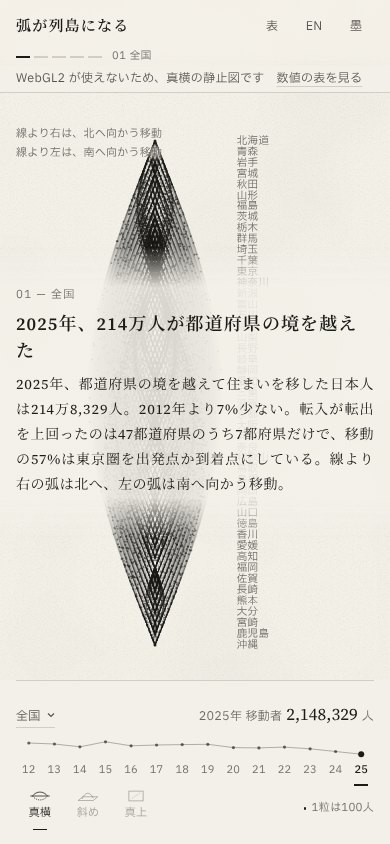 弧が列島になる
表 EN 墨
01 全国
WebGL2 が使えないため、真横の静止図です 数値の表を見る
線より右は、北へ向かう移動
線より左は、南へ向かう移動
北海道
青森
岩手
宮城
秋田
山形
福島
茨城
栃木
群馬
埼玉
千葉
東京
01 — 全国
2025年、214万人が都道府県の境を越え
た
2025年、都道府県の境を越えて住まいを移した日本人
は214万8,329人。2012年より7%少ない。転入が転出
を上回ったのは47都道府県のうち7都府県だけで、移動
の57%は東京圏を出発点か到着点にしている。線より
右の弧は北へ、左の弧は南へ向かう移動。
広島
山口
徳島
香川
愛媛
高知
福岡
佐賀
長崎
熊本
大分
宮崎
鹿児島
沖縄
全国
2025年 移動者 2,148,329 人
12 13 14 15 16 17 18 19 20 21 22 23 24 25
真横 斜め 真上
1粒は100人